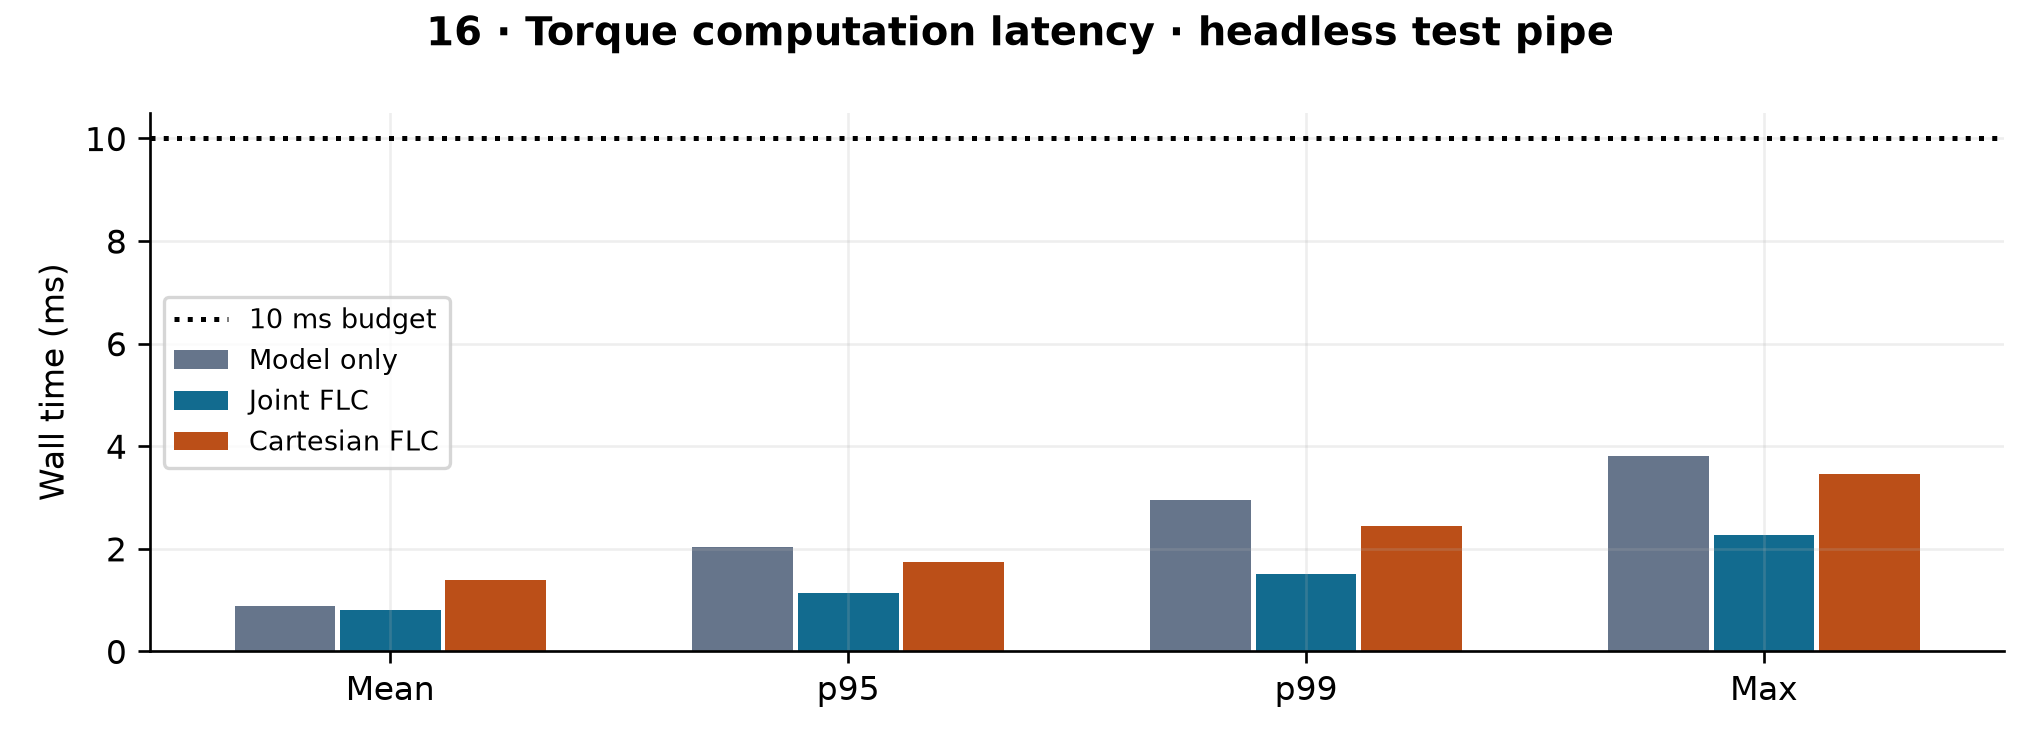 16 · Torque computation latency · headless test pipe
10
8
6
4
2
0
Wall time (ms)
10 ms budget
Model only
Joint FLC
Cartesian FLC
Mean
p95
p99
Max